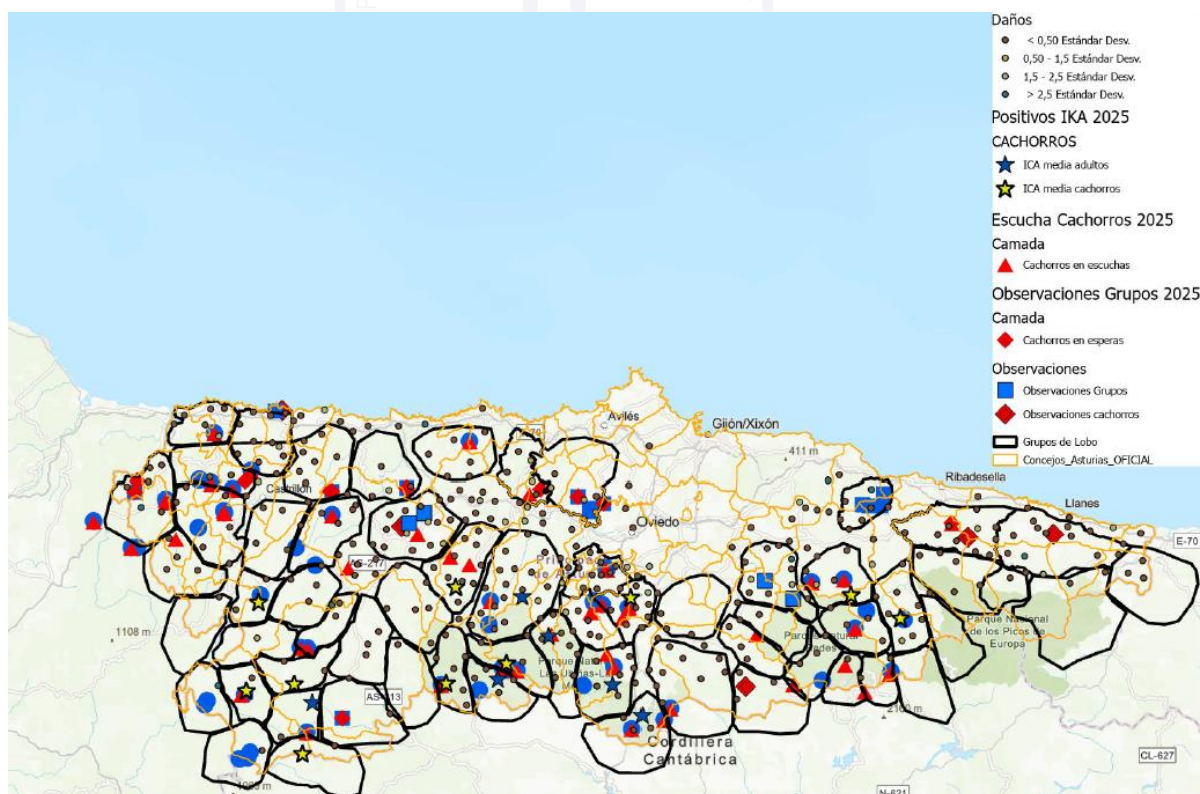 Daños
< 0,50 Estándar Desv.
0,50 - 1,5 Estándar Desv.
1,5 - 2,5 Estándar Desv.
> 2,5 Estándar Desv.
Positivos IKA 2025
CACHORROS
ICA media adultos
ICA media cachorros
Escucha Cachorros 2025
Camada
Cachorros en escuchas
Observaciones Grupos 2025
Camada
Cachorros en esperas
Observaciones
Observaciones Grupos
Observaciones cachorros
Grupos de Lobo
Concejos_Asturias_OFICIAL
Avilés
Gijón/Xixón
411 m
Ribadesella
Llanes
Castrillón
Oviedo
E-70
Parque Nacional
de los Picos de
Europa
1108 m
Cordillera
Cantábrica
CL-627
N-621